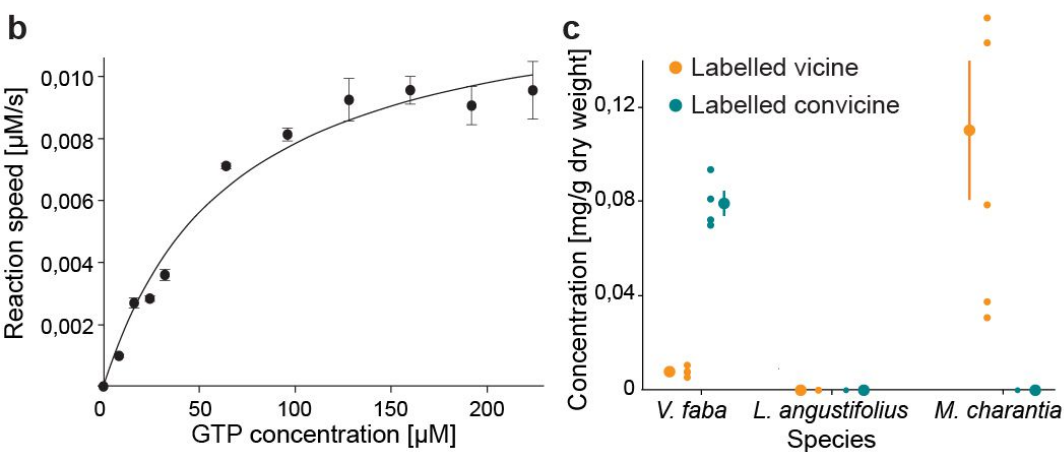 b
Reaction speed [µM/s]
0,010
0,008
0,006
0,004
0,002
0
50
100
150
200
GTP concentration [µM]
c
Concentration [mg/g dry weight]
Labelled vicine
Labelled convicine
0,12
0,08
0,04
0
V. faba
L. angustifolius
M. charantia
Species